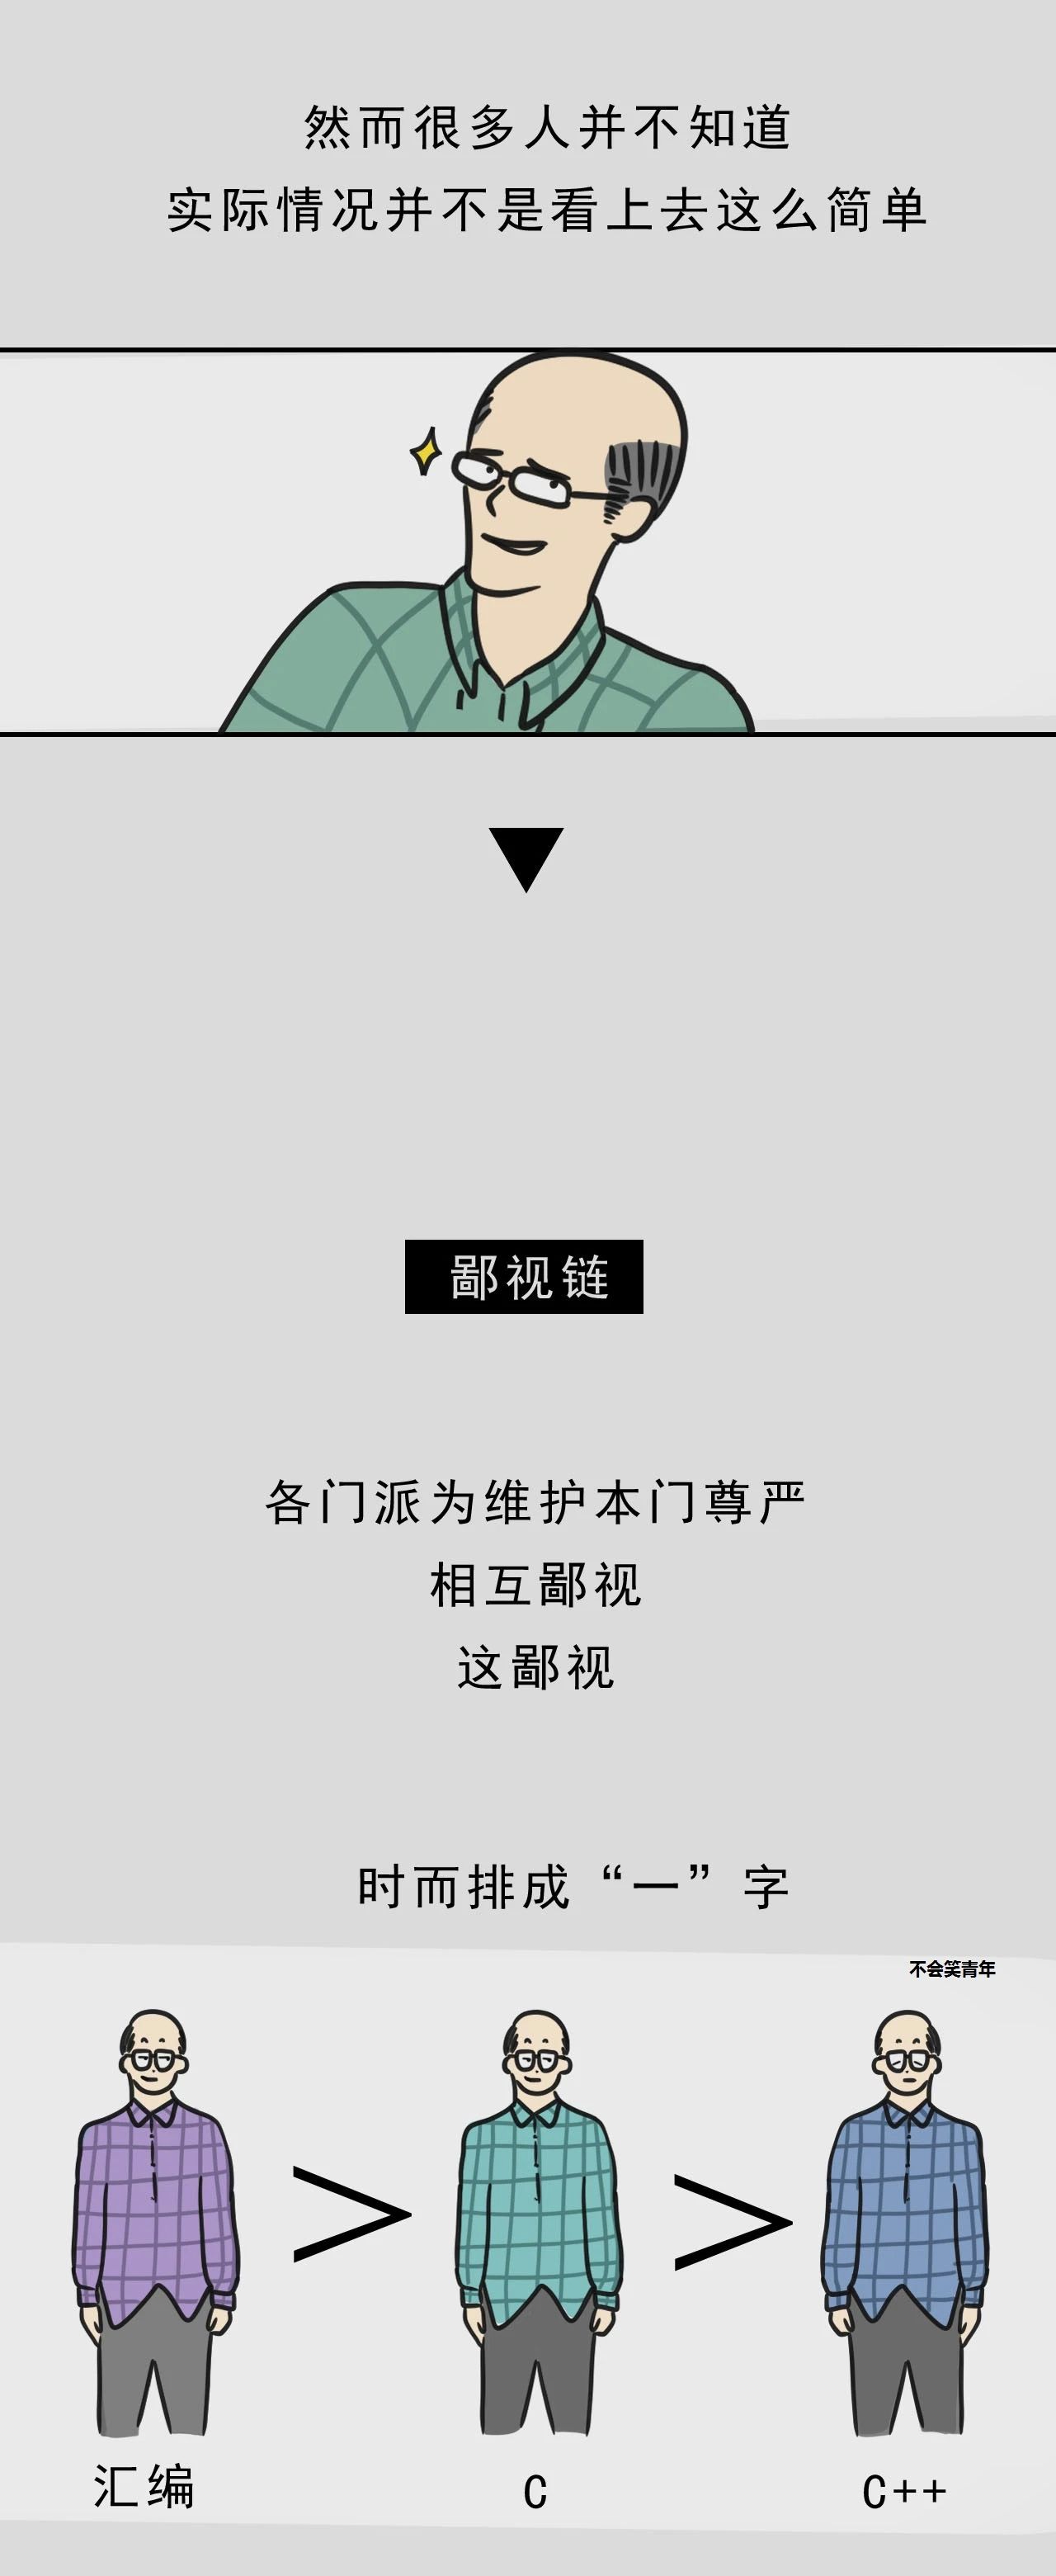 然而很多人并不知道
实际情况并不是看上去这么简单
鄙视链
各门派为维护本门尊严
相互鄙视
这鄙视
时而排成“一”字
不会笑青年
> >
汇编 C C++